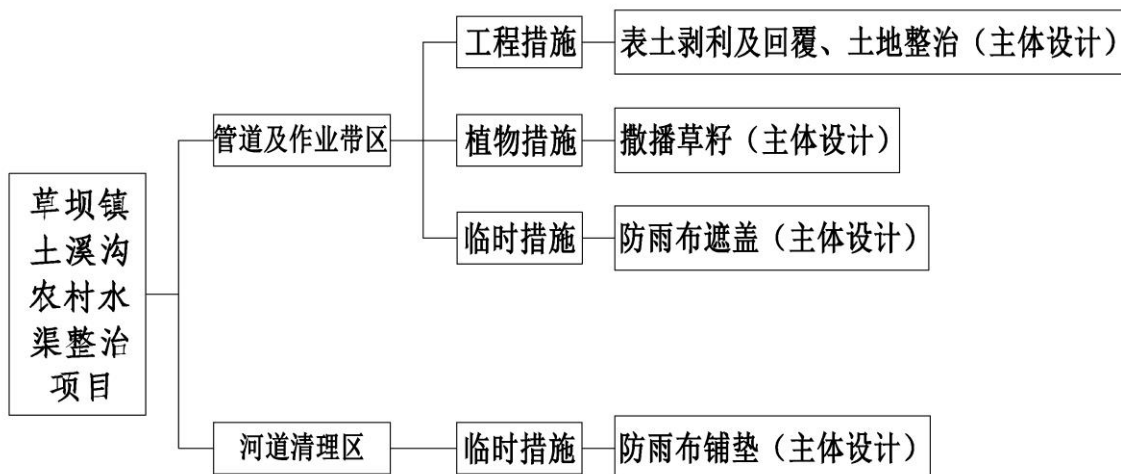 草坝镇
土溪沟
农村水
渠整治
项目
管道及作业带区
工程措施
表土剥利及回覆、土地整治（主体设计）
植物措施
撒播草籽（主体设计）
临时措施
防雨布遮盖（主体设计）
河道清理区
临时措施
防雨布铺垫（主体设计）